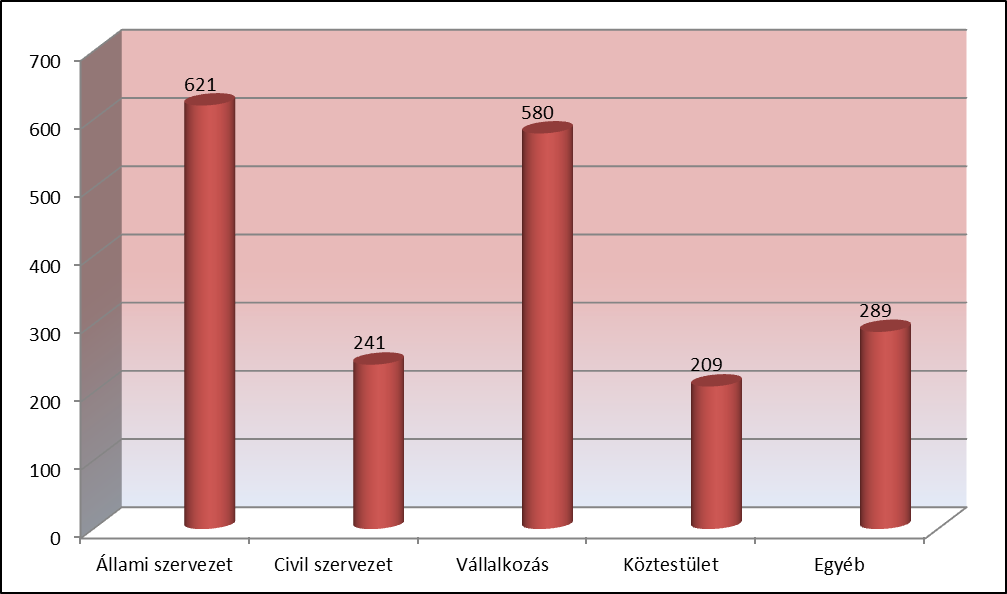 700
600
500
400
300
200
100
0
621
241
580
209
289
Állami szervezet
Civil szervezet
Vállalkozás
Köztestület
Egyéb